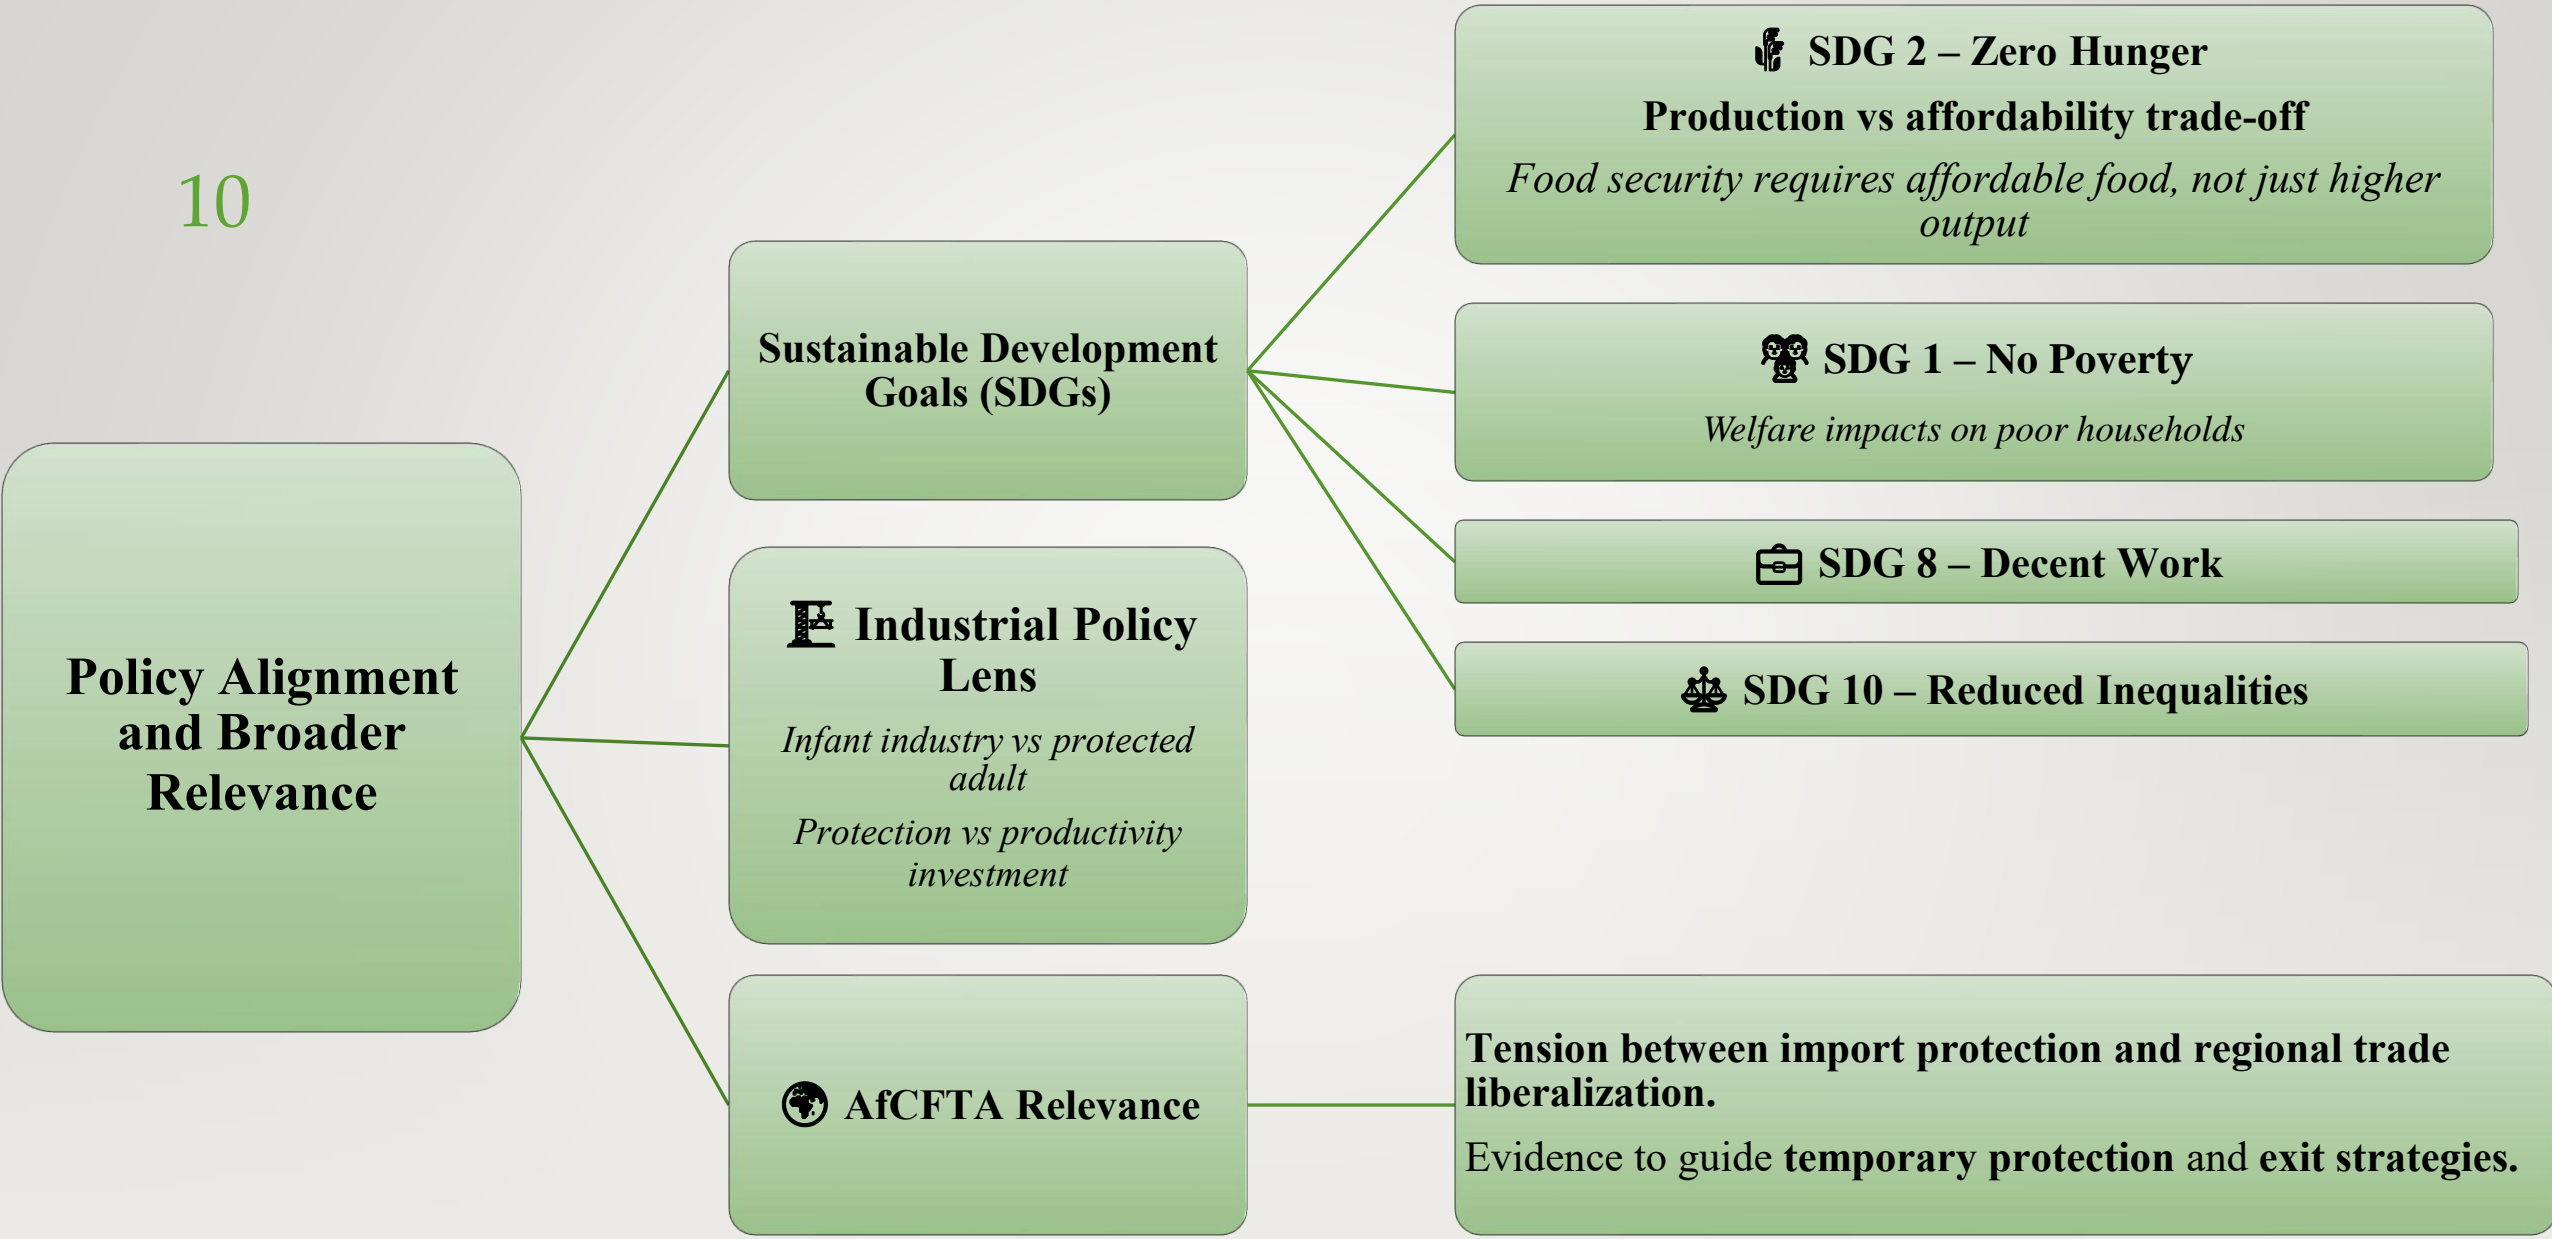 10
Policy Alignment
and Broader
Relevance
Sustainable Development
Goals (SDGs)
SDG 2 – Zero Hunger
Production vs affordability trade-off
Food security requires affordable food, not just higher
output
SDG 1 – No Poverty
Welfare impacts on poor households
SDG 8 – Decent Work
SDG 10 – Reduced Inequalities
Industrial Policy
Lens
Infant industry vs protected
adult
Protection vs productivity
investment
AfCFTA Relevance
Tension between import protection and regional trade
liberalization.
Evidence to guide temporary protection and exit strategies.